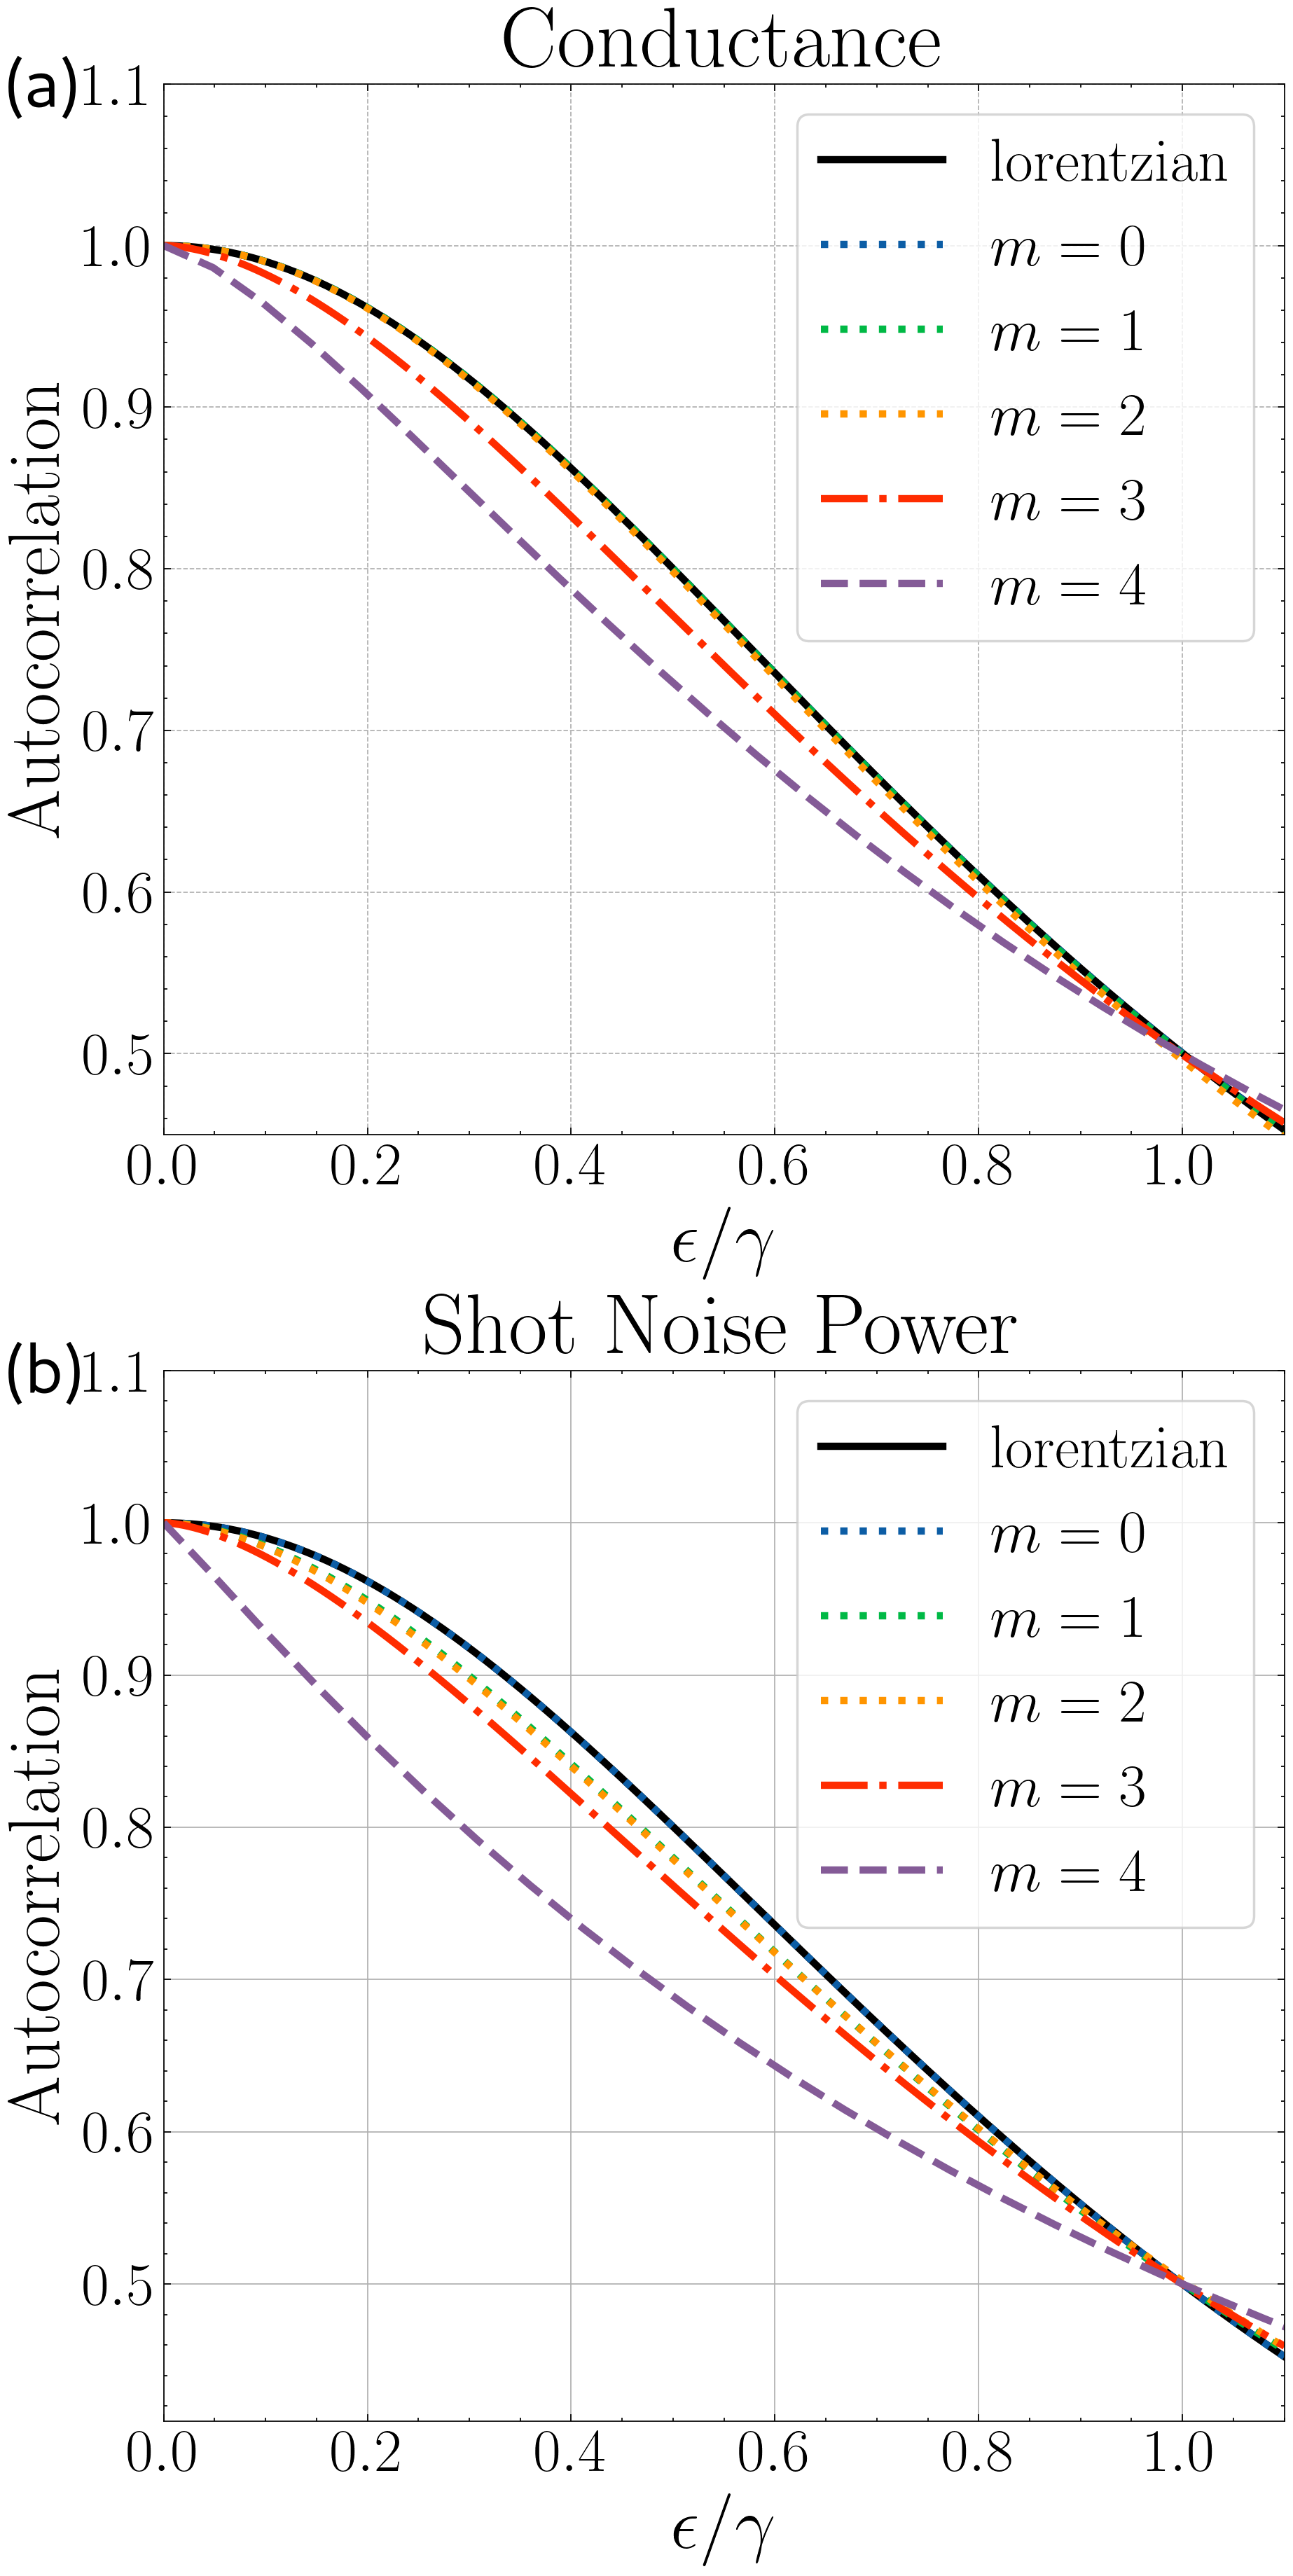 Conductance
(a)
1.1
1.0
0.9
0.8
0.7
0.6
0.5
Autocorrelation
lorentzian
m = 0
m = 1
m = 2
m = 3
m = 4
0.0 0.2 0.4 0.6 0.8 1.0
ϵ/γ
Shot Noise Power
(b)
1.1
1.0
0.9
0.8
0.7
0.6
0.5
Autocorrelation
lorentzian
m = 0
m = 1
m = 2
m = 3
m = 4
0.0 0.2 0.4 0.6 0.8 1.0
ϵ/γ